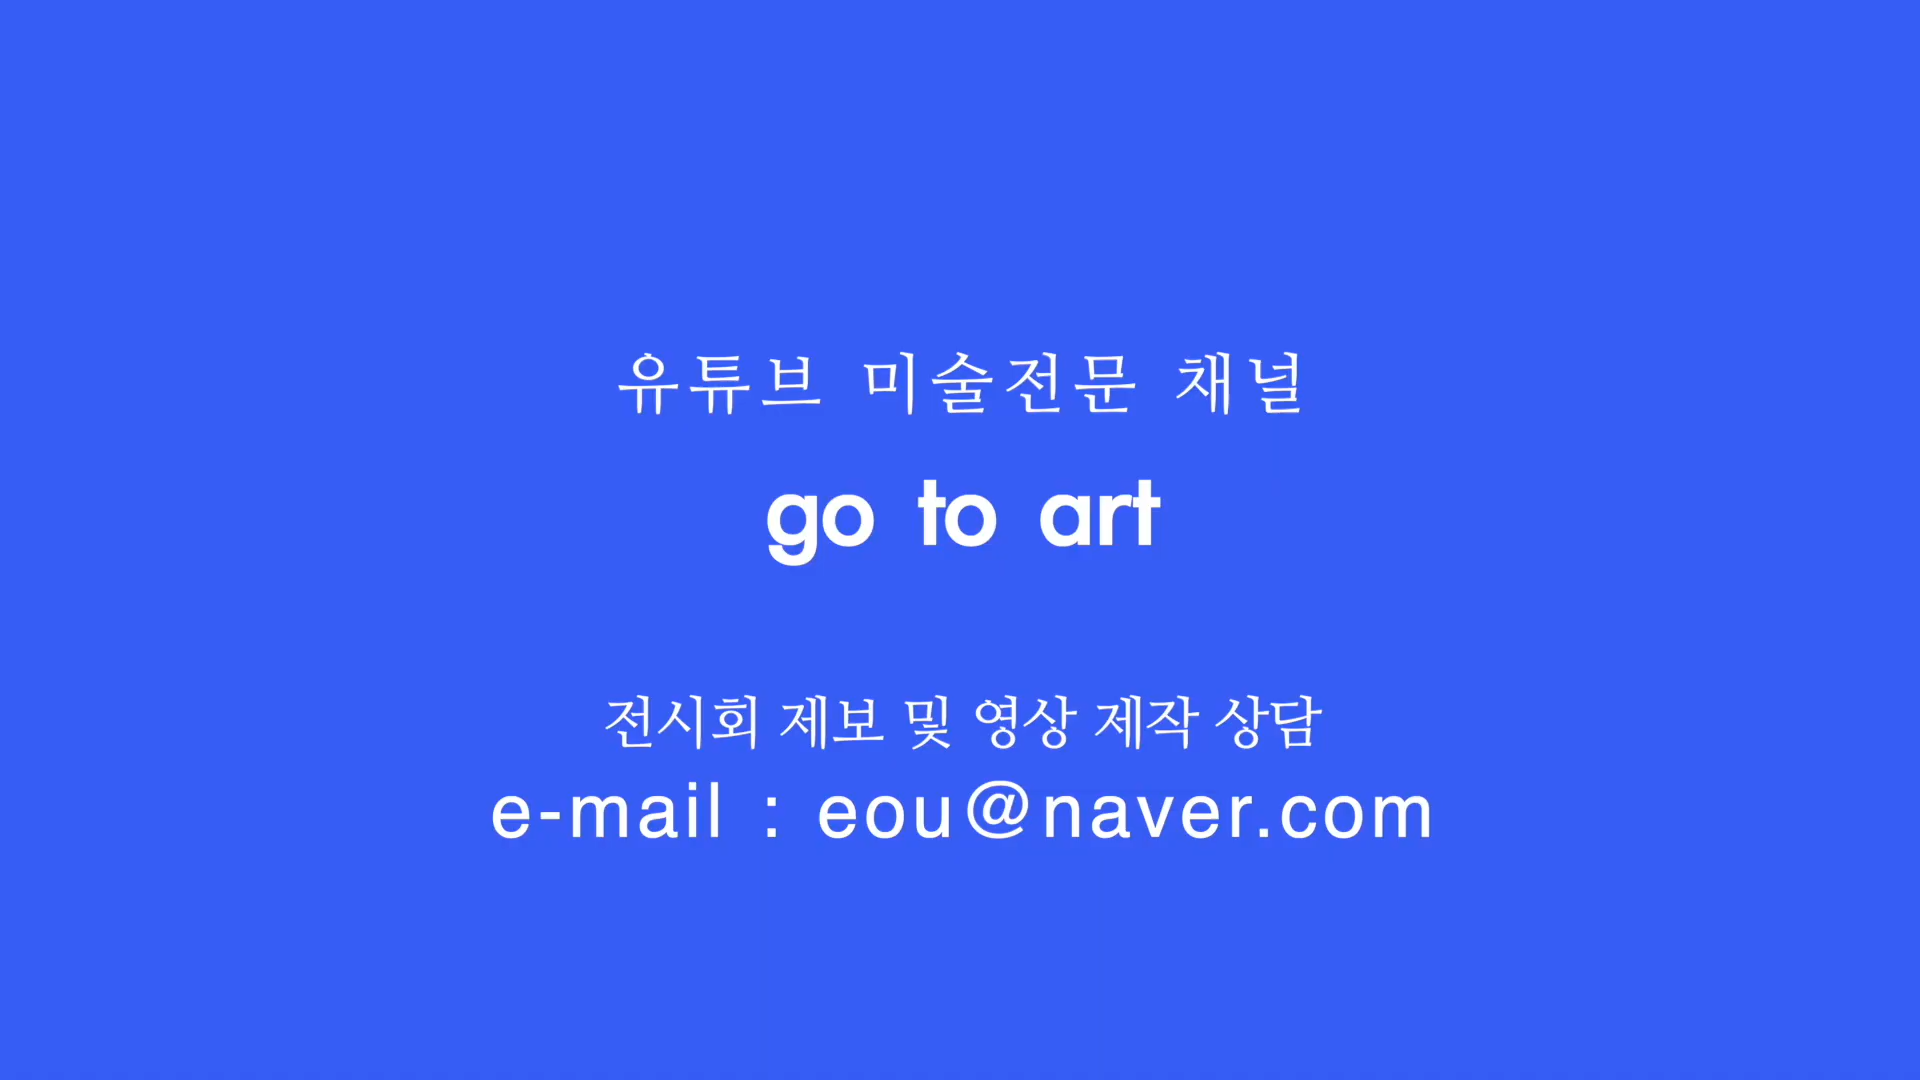 유튜브 미술전문 채널
go to art
전시회 제보 및 영상 제작 상담
e-mail : eou@naver.com